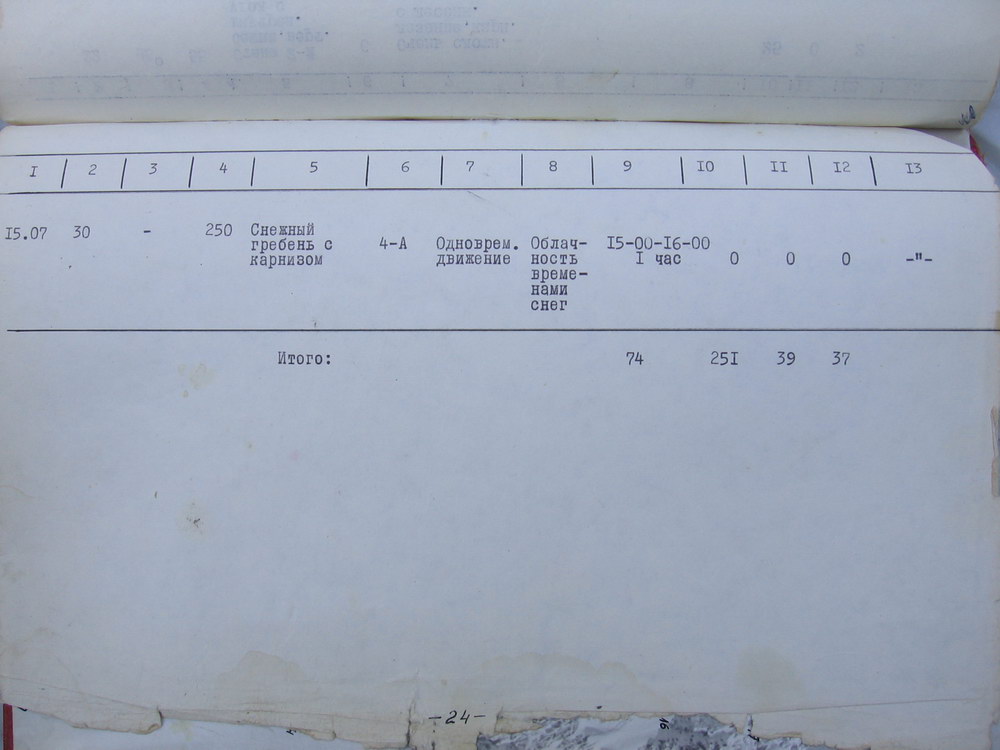 I 2 3 4 5 6 7 8 9 IO II I2 I3
I5.07 30 - 250 Снежный
гребень с 4-А Одноврем. Облач- I5-00-I6-00
карнизом движение ность I час 0 0 0 -"-
време-
нами
снег
Итого: 74 25I 39 37
-24-